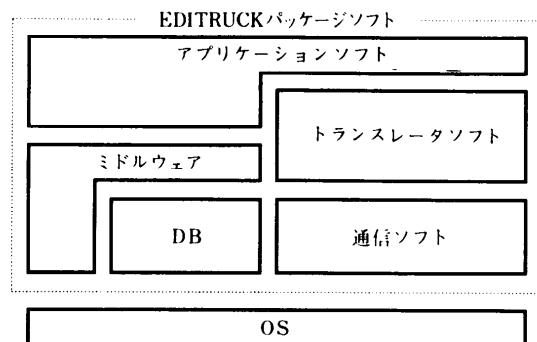 EDITRUCKパッケージソフト
アプリケーションソフト
トランスレータソフト
ミドルウェア
DB
通信ソフト
OS